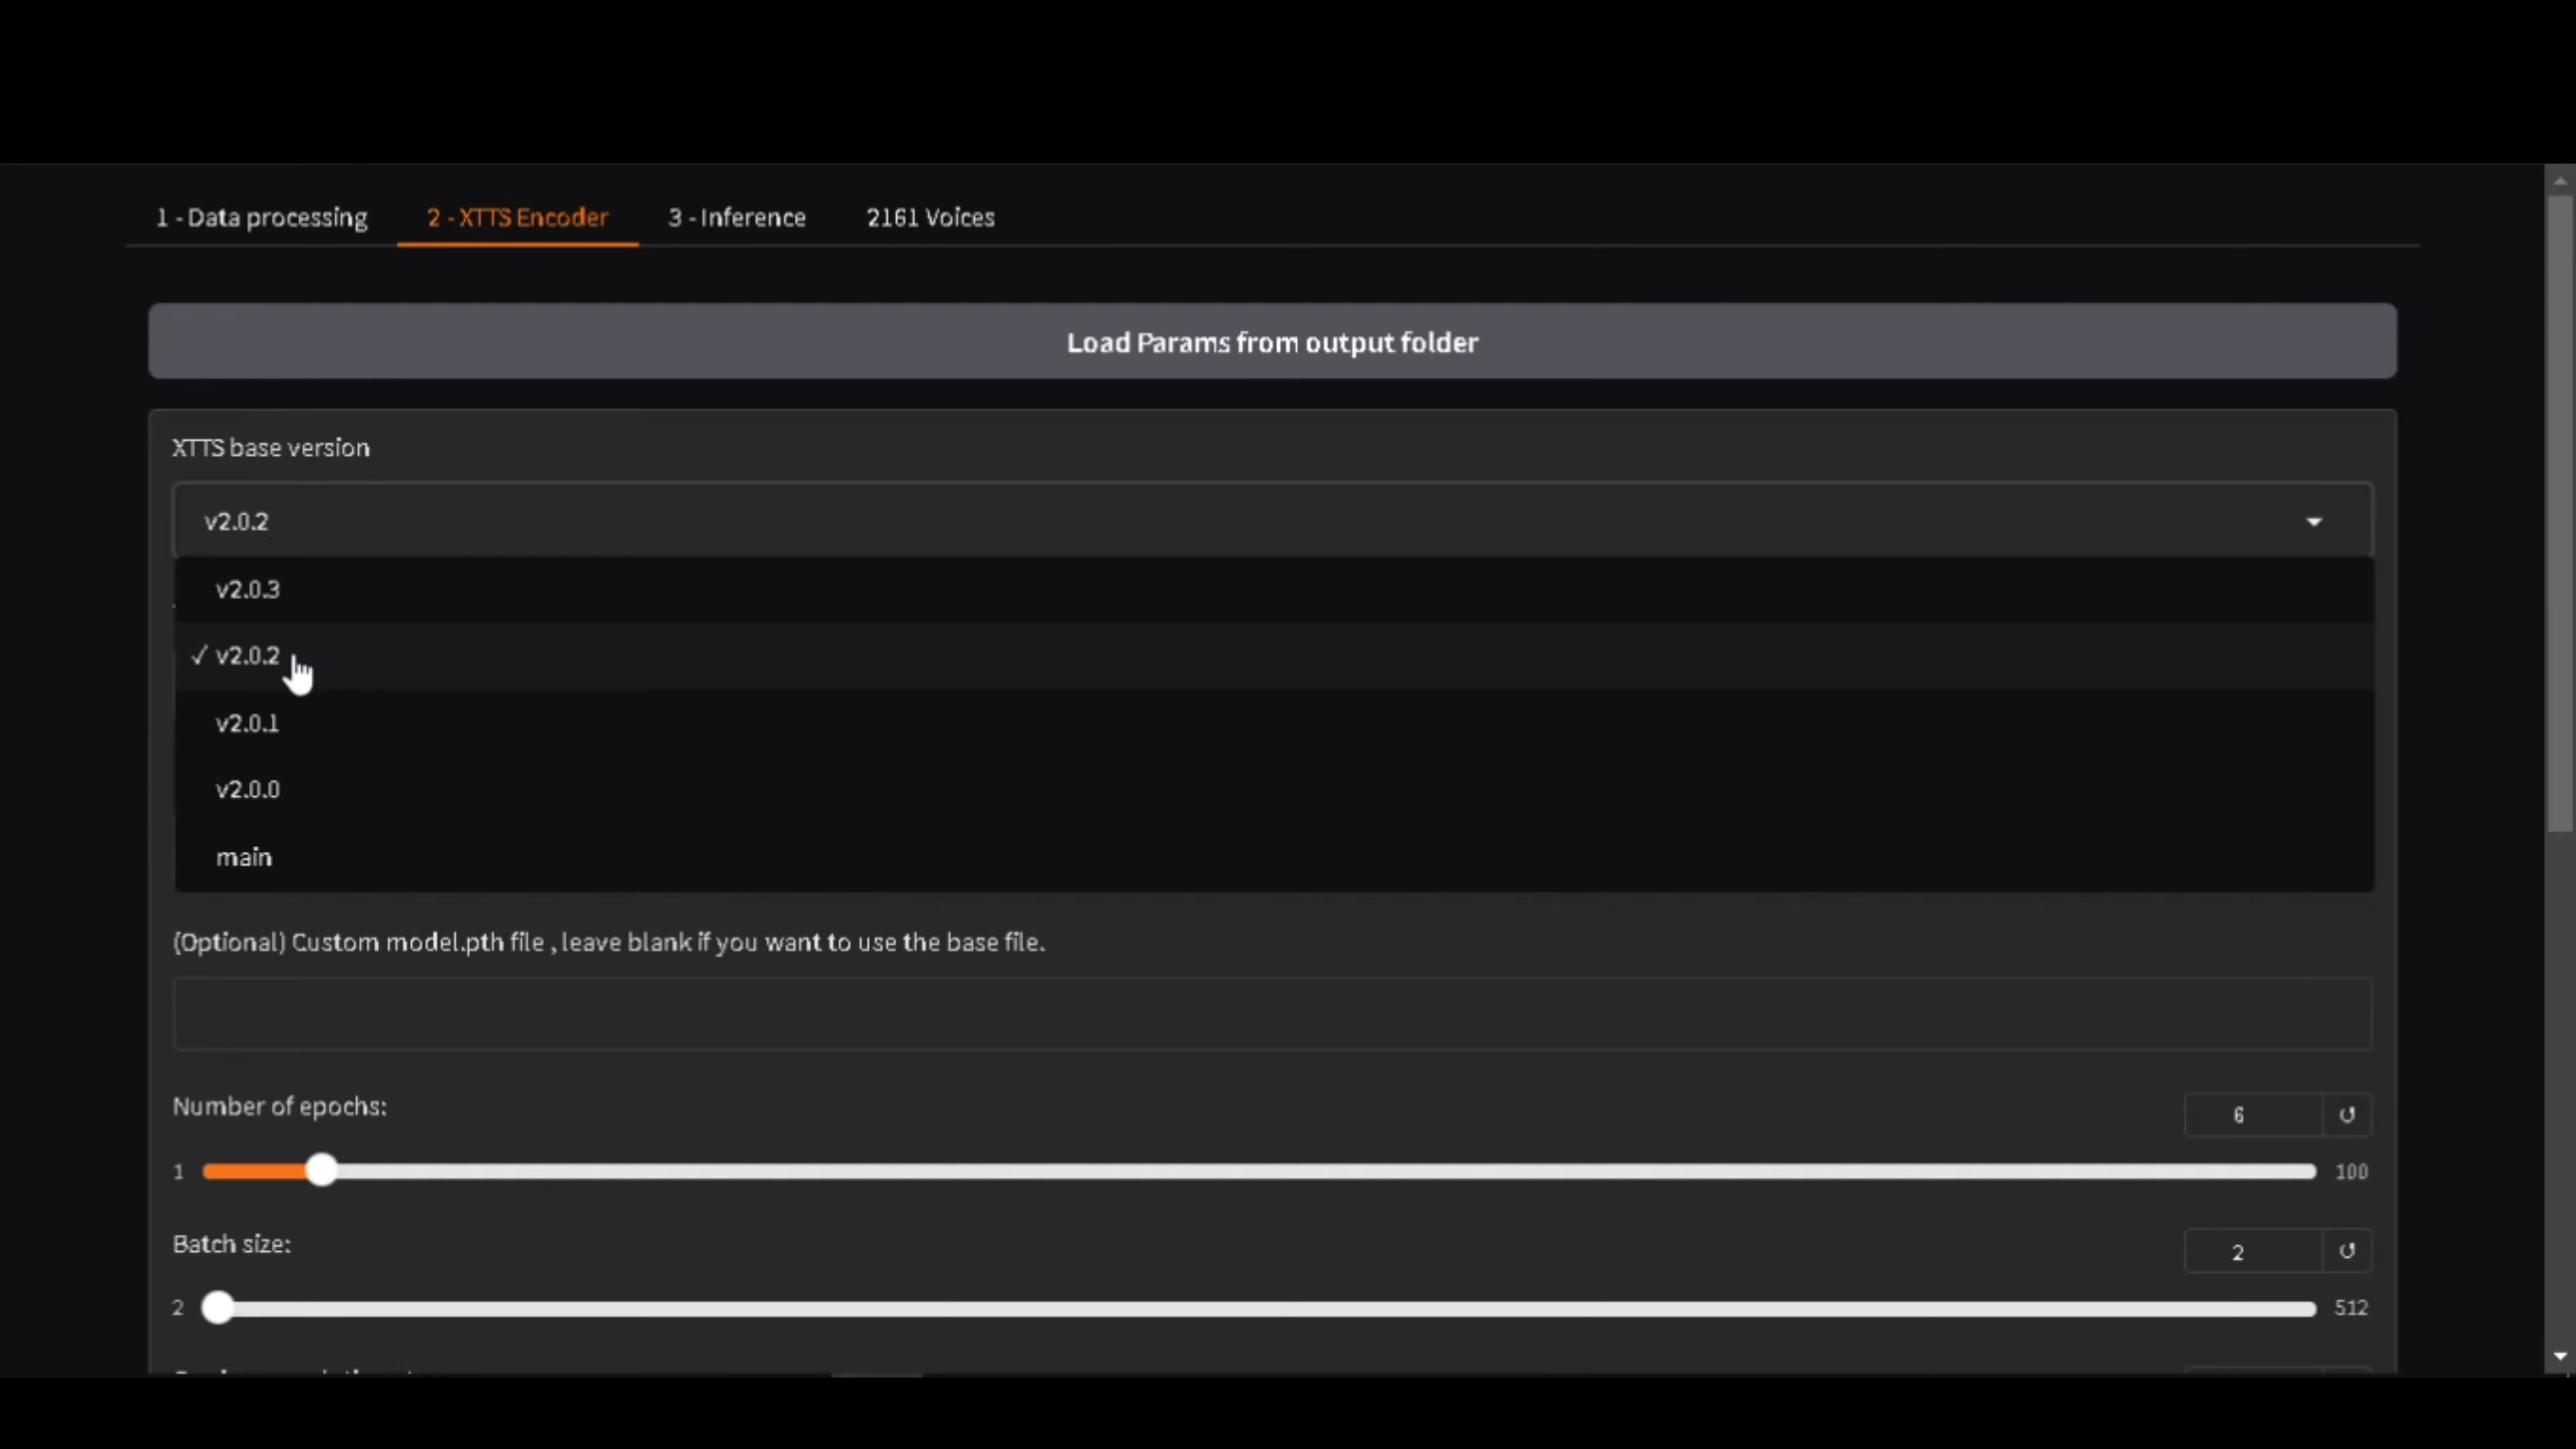 1 - Data processing 2 - XTTS Encoder 3 - Inference 2161 Voices
Load Params from output folder
XTTS base version
v2.0.2
v2.0.3
✓ v2.0.2
v2.0.1
v2.0.0
main
(Optional) Custom model.pth file , leave blank if you want to use the base file.
Number of epochs: 6 ↺
1 100
Batch size: 2 ↺
2 512